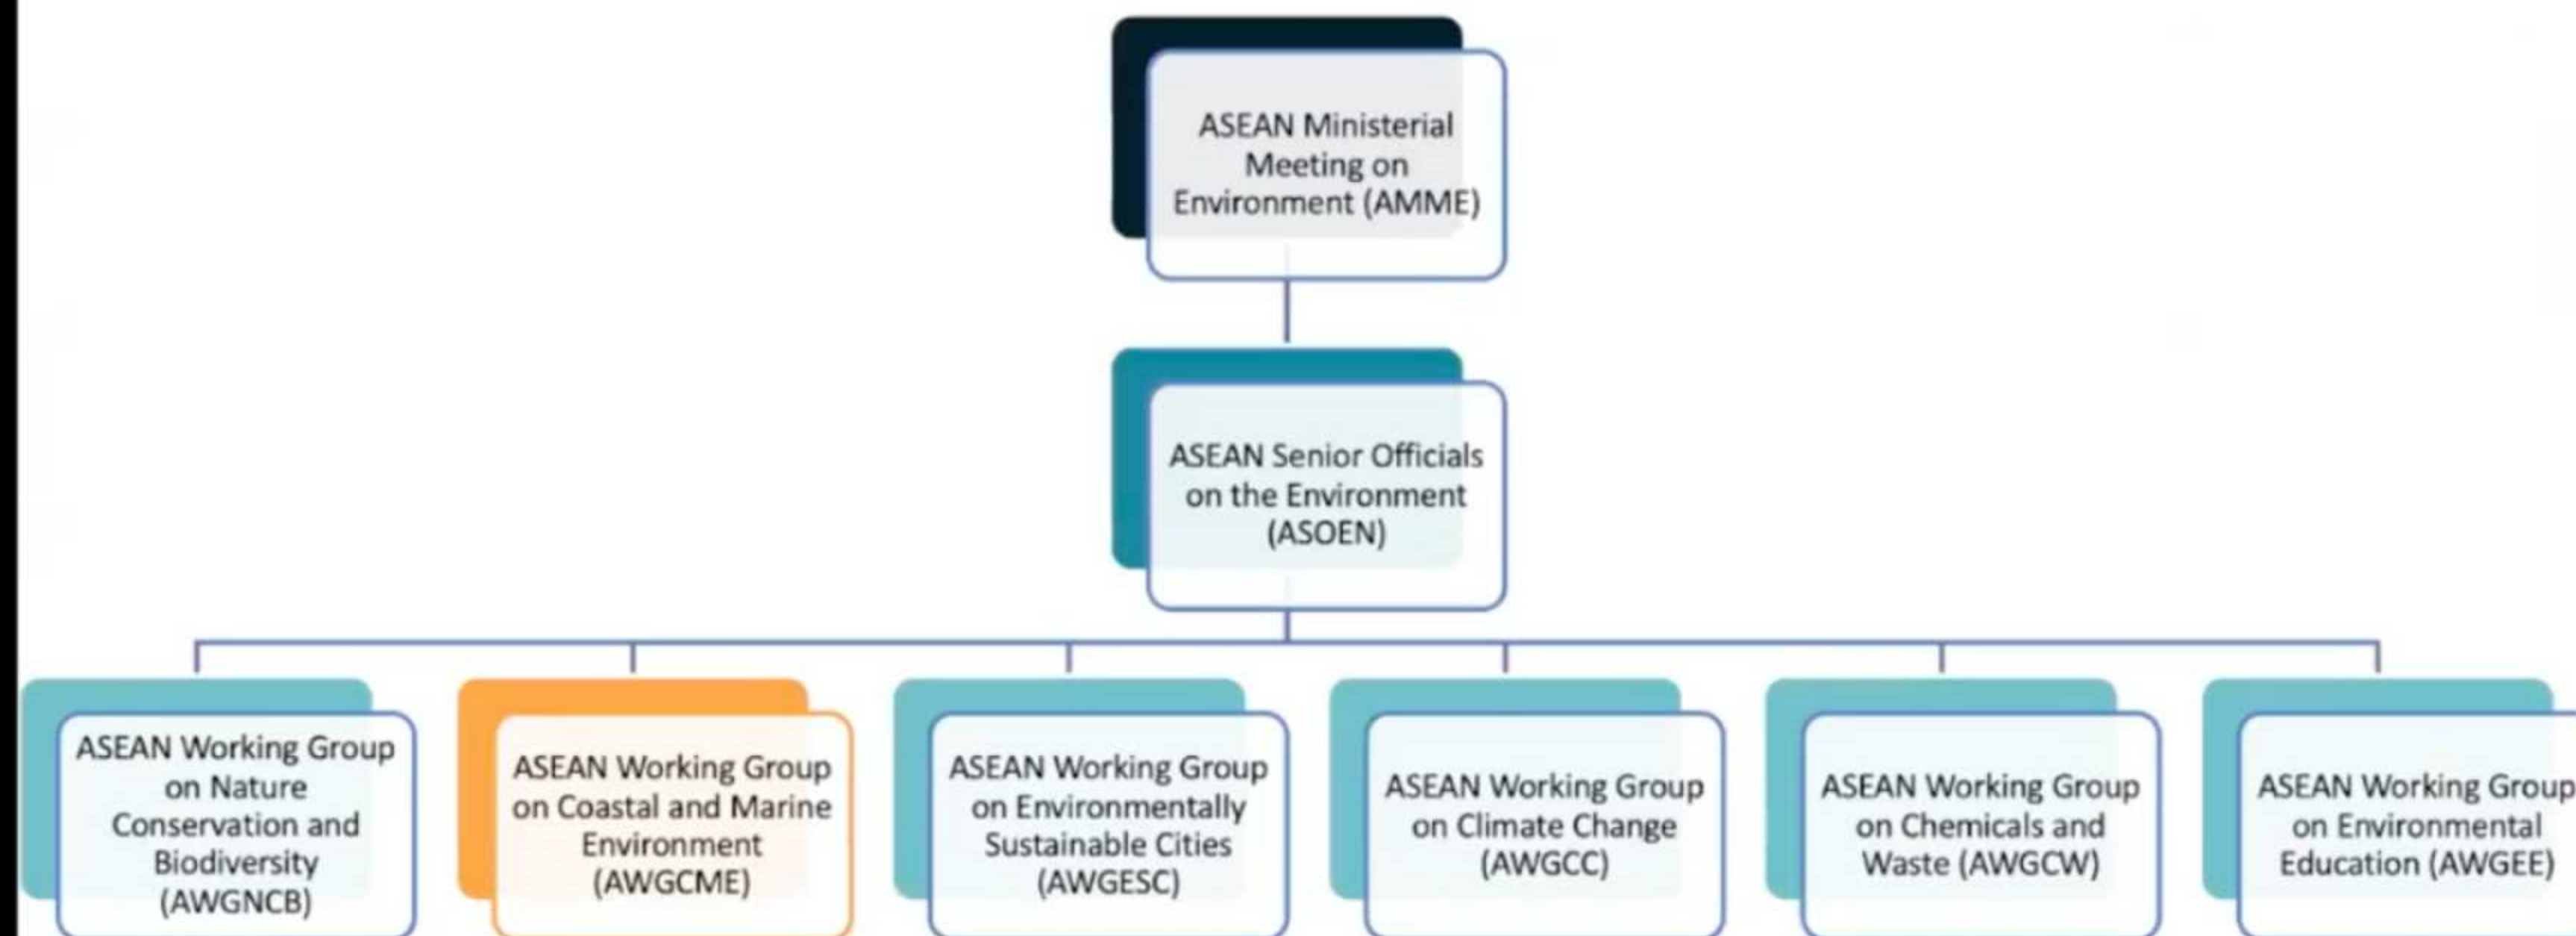 ASEAN Ministerial
Meeting on
Environment (AMME)
ASEAN Senior Officials
on the Environment
(ASOEN)
ASEAN Working Group
on Nature
Conservation and
Biodiversity
(AWGNCB)
ASEAN Working Group
on Coastal and Marine
Environment
(AWGCME)
ASEAN Working Group
on Environmentally
Sustainable Cities
(AWGESC)
ASEAN Working Group
on Climate Change
(AWGCC)
ASEAN Working Group
on Chemicals and
Waste (AWGCW)
ASEAN Working Group
on Environmental
Education (AWGEE)